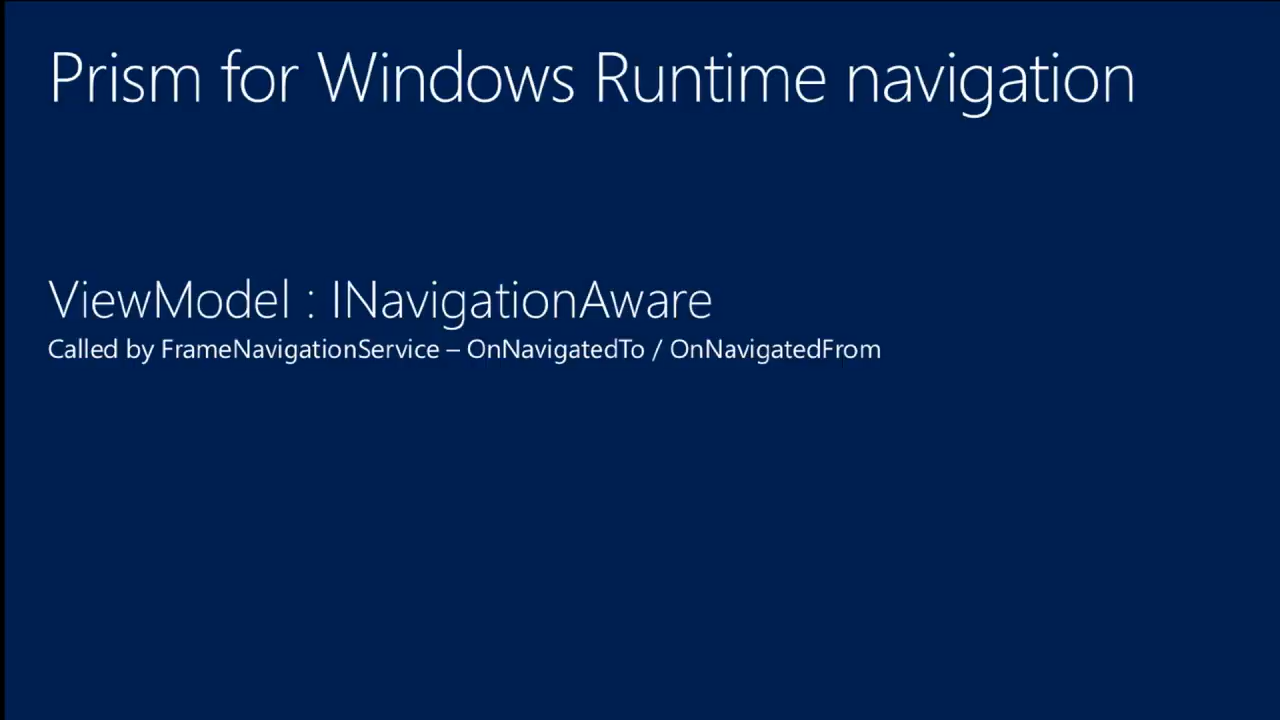 Prism for Windows Runtime navigation
ViewModel : INavigationAware
Called by FrameNavigationService – OnNavigatedTo / OnNavigatedFrom